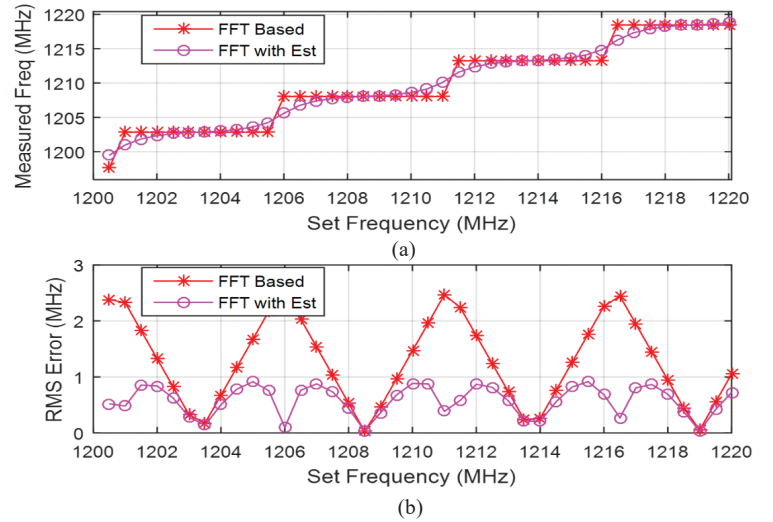 1220
1215
1210
1205
1200
Measured Freq (MHz)
FFT Based
FFT with Est
1200 1202 1204 1206 1208 1210 1212 1214 1216 1218 1220
Set Frequency (MHz)
(a)
3
2
1
0
RMS Error (MHz)
FFT Based
FFT with Est
1200 1202 1204 1206 1208 1210 1212 1214 1216 1218 1220
Set Frequency (MHz)
(b)